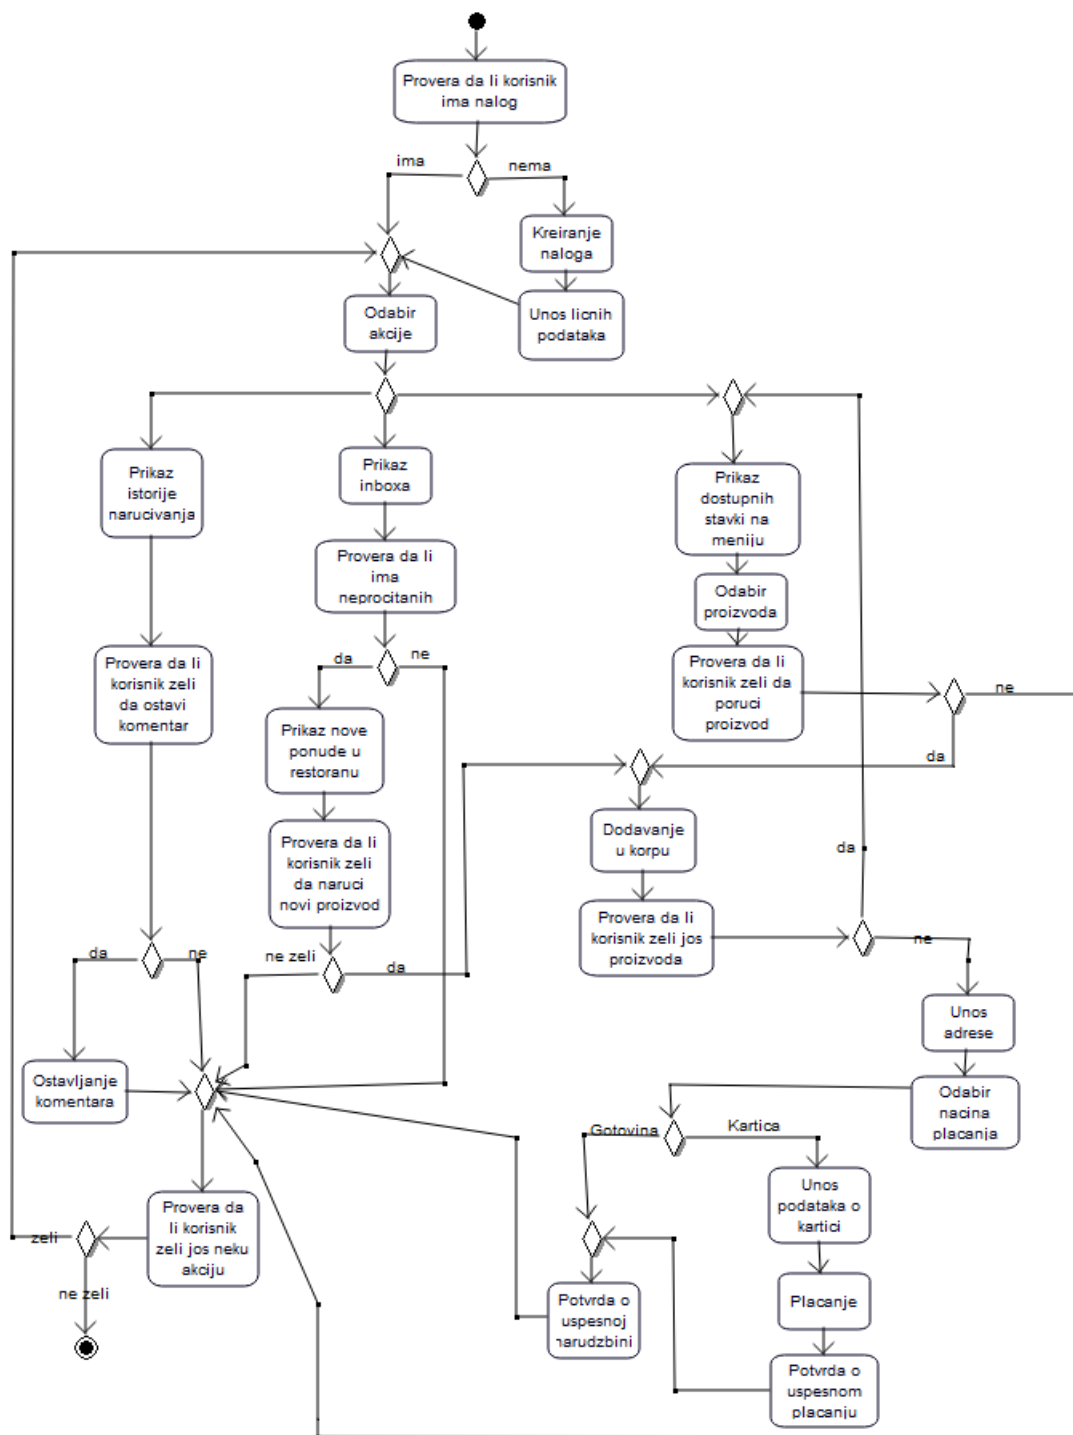 Provera da li korisnik
ima nalog
ima
nema
Kreiranje
naloga
Unos licnih
podataka
Odabir
akcije
Prikaz
istorije
narucivanja
Prikaz
inboxa
Prikaz
dostupnih
stavki na
meniju
Provera da li
ima
neprocitanih
Odabir
proizvoda
Provera da li
korisnik zeli
da ostavi
komentar
da
ne
Provera da li
korisnik zeli da
poruci
proizvod
ne
da
Prikaz nove
ponude u
restoranu
Provera da li
korisnik zeli
da naruci
novi proizvod
Dodavanje
u korpu
da
Provera da li
korisnik zeli jos
proizvoda
ne
da
ne
ne zeli
da
Unos
adrese
Ostavljanje
komentara
Odabir
nacina
placanja
Gotovina
Kartica
Unos
podataka o
kartici
Provera da
li korisnik
zeli jos neku
akciju
zeli
ne zeli
Potvrda o
uspesnoj
narudzbini
Placanje
Potvrda o
uspesnom
placanju